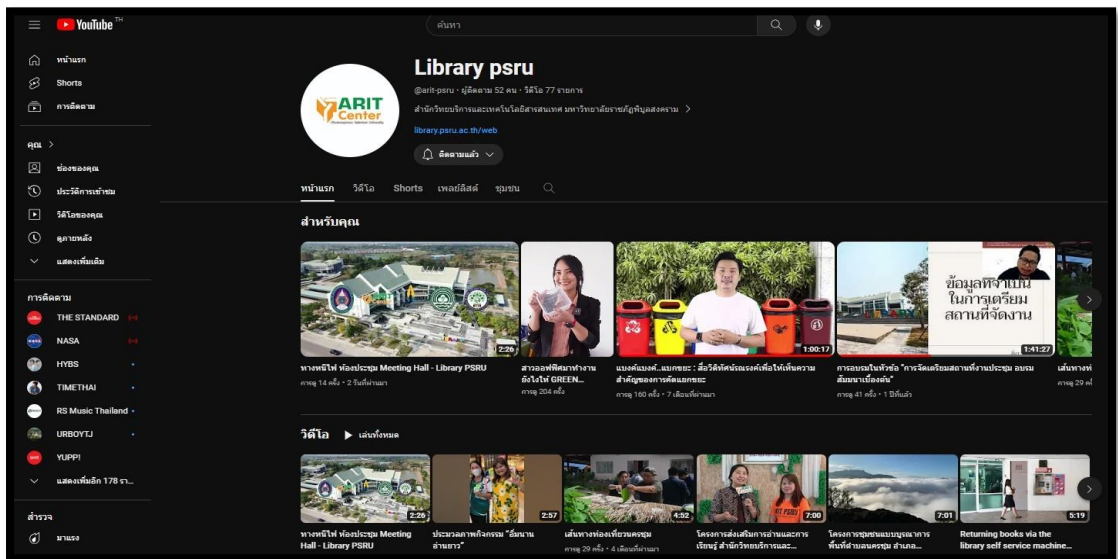 YouTube TH
ค้นหา
หน้าแรก
Shorts
การติดตาม
คุณ
ช่องของคุณ
ประวัติการเข้าชม
วิดีโอของคุณ
ดูภายหลัง
แสดงเพิ่มเติม
การติดตาม
THE STANDARD
NASA
HYBS
TIMETHAI
RS Music Thailand
URBOYTJ
YUPP!
แสดงเพิ่มอีก 178 รา...
สำรวจ
มาแรง
ARIT
Center
Library psru
@arit-psru · ผู้ติดตาม 52 คน · วิดีโอ 77 รายการ
สำนักวิทยบริการและเทคโนโลยีสารสนเทศ มหาวิทยาลัยราชภัฏพิบูลสงคราม
library.psru.ac.th/web
ติดตามแล้ว
หน้าแรก วิดีโอ Shorts เพลย์ลิสต์ ชุมชน
สำหรับคุณ
2:26
1:00:17
ข้อมูลที่จำเป็น
ในการเตรียม
สถานที่จัดงาน
1:41:27
ทางหนีไฟ ห้องประชุม Meeting Hall - Library PSRU
การดู 14 ครั้ง · 2 วันที่ผ่านมา
สาวออฟฟิศมาทำงาน
ยังไงให้ GREEN...
การดู 204 ครั้ง
แบงค์แบงค์..แบกขยะ : สื่อวิดิทัศน์รณรงค์เพื่อให้เห็นความ
สำคัญของการคัดแยกขยะ
การดู 160 ครั้ง · 7 เดือนที่ผ่านมา
การอบรมในหัวข้อ "การจัดเตรียมสถานที่งานประชุม อบรม
สัมมนาเบื้องต้น"
การดู 41 ครั้ง · 1 ปีที่แล้ว
เส้นทางท่
การดู 29 ค
วิดีโอ เล่นทั้งหมด
2:26
2:57
4:52
7:00
7:01
5:19
ทางหนีไฟ ห้องประชุม Meeting
Hall - Library PSRU
ประมวลภาพกิจกรรม "อิ่มนาน
อ่านยาว"
เส้นทางท่องเที่ยวนครชุม
การดู 29 ครั้ง · 4 เดือนที่ผ่านมา
โครงการส่งเสริมการอ่านและการ
เรียนรู้ สำนักวิทยบริการและ...
โครงการชุมชนแบบบูรณาการ
พื้นที่ตำบลนครชุม อำเภอ...
Returning books via the
library self service machine...